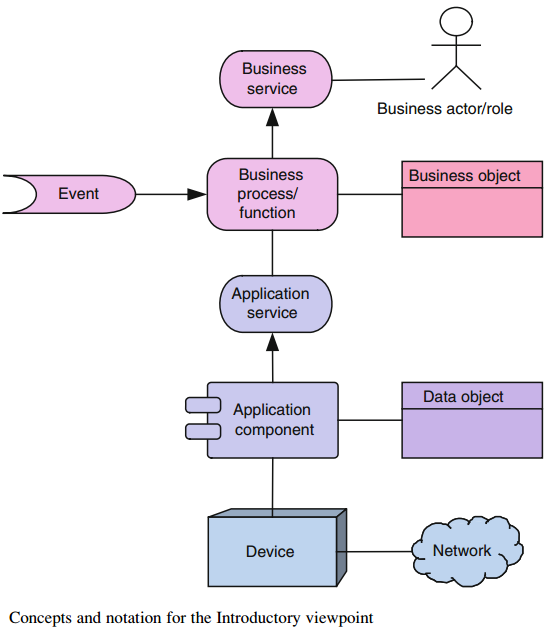 Business
service
Business actor/role
Event
Business
process/
function
Business object
Application
service
Application
component
Data object
Device
Network
Concepts and notation for the Introductory viewpoint